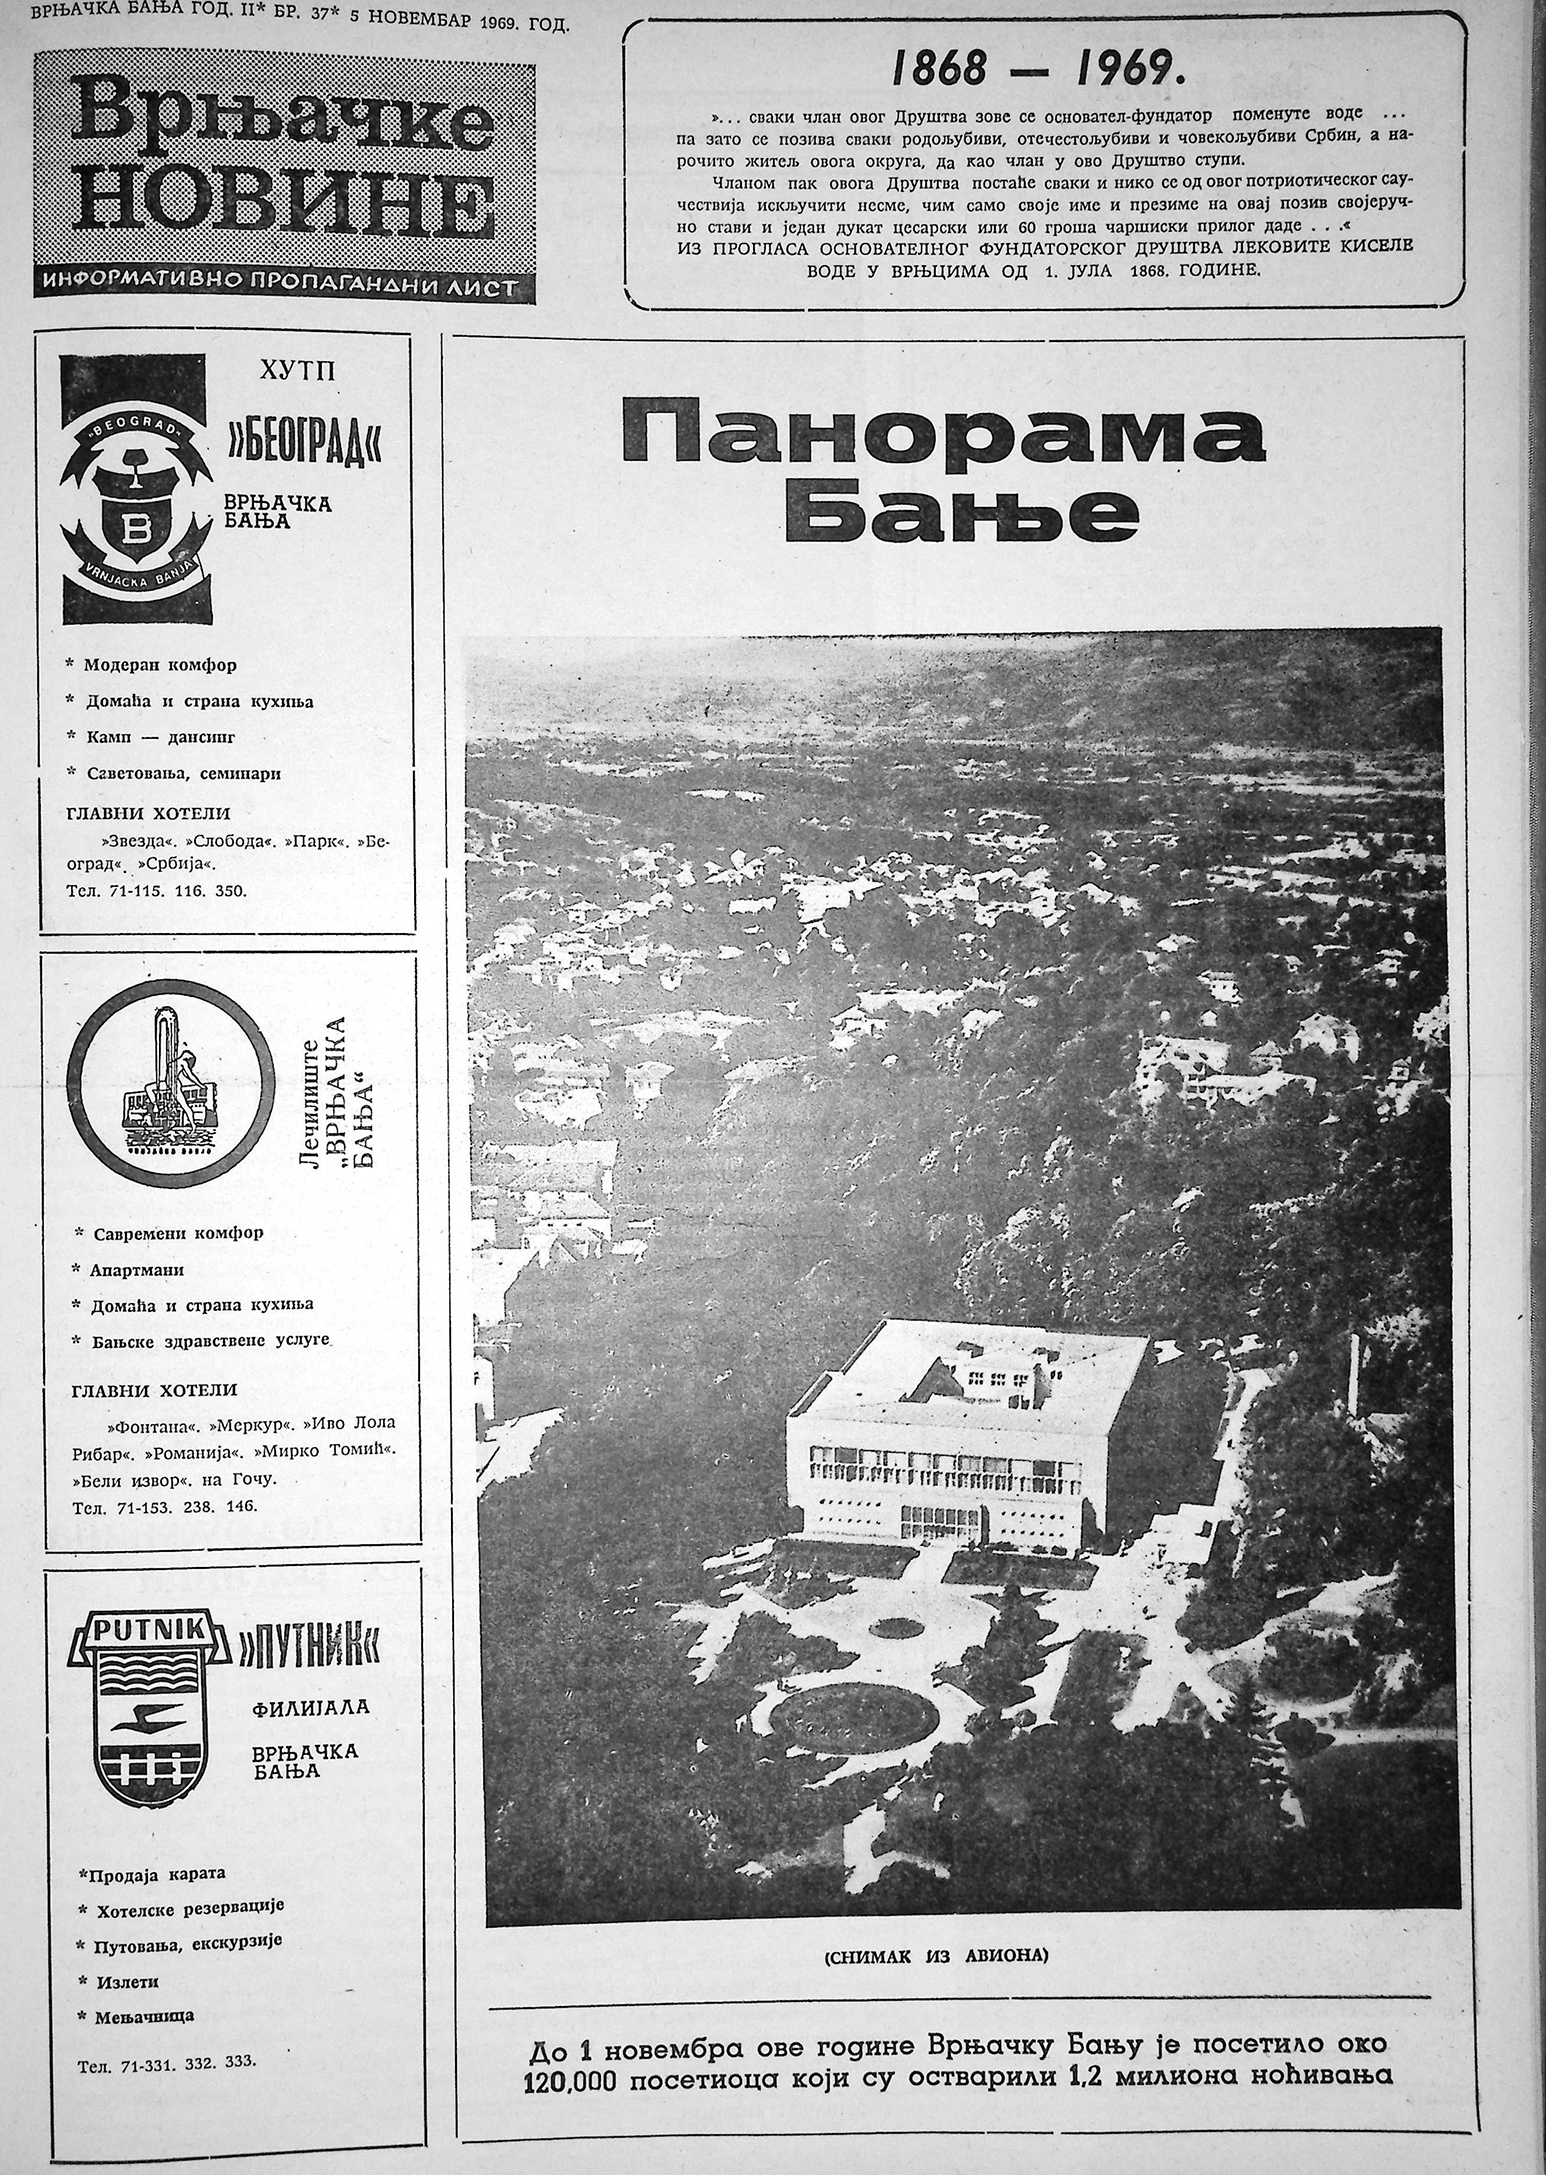 ВРЊАЧКА БАЊА ГОД. II* БР. 37* 5 НОВЕМБАР 1969. ГОД.
Врњачке
НОВИНЕ
ИНФОРМАТИВНО ПРОПАГАНДНИ ЛИСТ
1868 — 1969.
»... сваки члан овог Друштва зове се основател-фундатор поменуте воде ...
па зато се позива сваки родољубиви, отечестољубиви и човекољубиви Србин, а на-
рочито житељ овога округа, да као члан у ово Друштво ступи.
Чланом пак овога Друштва постаће сваки и нико се од овог потриотическог сау-
чествија искључити несме, чим само своје име и презиме на овај позив својеруч-
но стави и један дукат цесарски или 60 гроша чаршиски прилог даде . . .«
ИЗ ПРОГЛАСА ОСНОВАТЕЛНОГ ФУНДАТОРСКОГ ДРУШТВА ЛЕКОВИТЕ КИСЕЛЕ
ВОДЕ У ВРЊЦИМА ОД 1. ЈУЛА 1868. ГОДИНЕ.
ХУТП
»БЕОГРАД«
ВРЊАЧКА
БАЊА
"BEOGRAD"
B
VRNJAČKA BANJA
* Модеран комфор
* Домаћа и страна кухиња
* Камп — дансинг
* Саветовања, семинари
ГЛАВНИ ХОТЕЛИ
»Звезда«. »Слобода«. »Парк«. »Бе-
оград«. »Србија«.
Тел. 71-115. 116. 350.
Лечилиште
„ВРЊАЧКА
БАЊА“
* Савремени комфор
* Апартмани
* Домаћа и страна кухиња
* Бањске здравствене услуге
ГЛАВНИ ХОТЕЛИ
»Фонтана«. »Меркур«. »Иво Лола
Рибар«. »Романија«. »Мирко Томић«.
»Бели извор«. на Гочу.
Тел. 71-153. 238. 146.
PUTNIK
»ПУТНИК«
ФИЛИЈАЛА
ВРЊАЧКА
БАЊА
*Продаја карата
* Хотелске резервације
* Путовања, екскурзије
* Излети
* Мењачница
Тел. 71-331. 332. 333.
Панорама
Бање
(СНИМАК ИЗ АВИОНА)
До 1 новембра ове године Врњачку Бању је посетило око
120,000 посетиоца који су остварили 1,2 милиона ноћивања